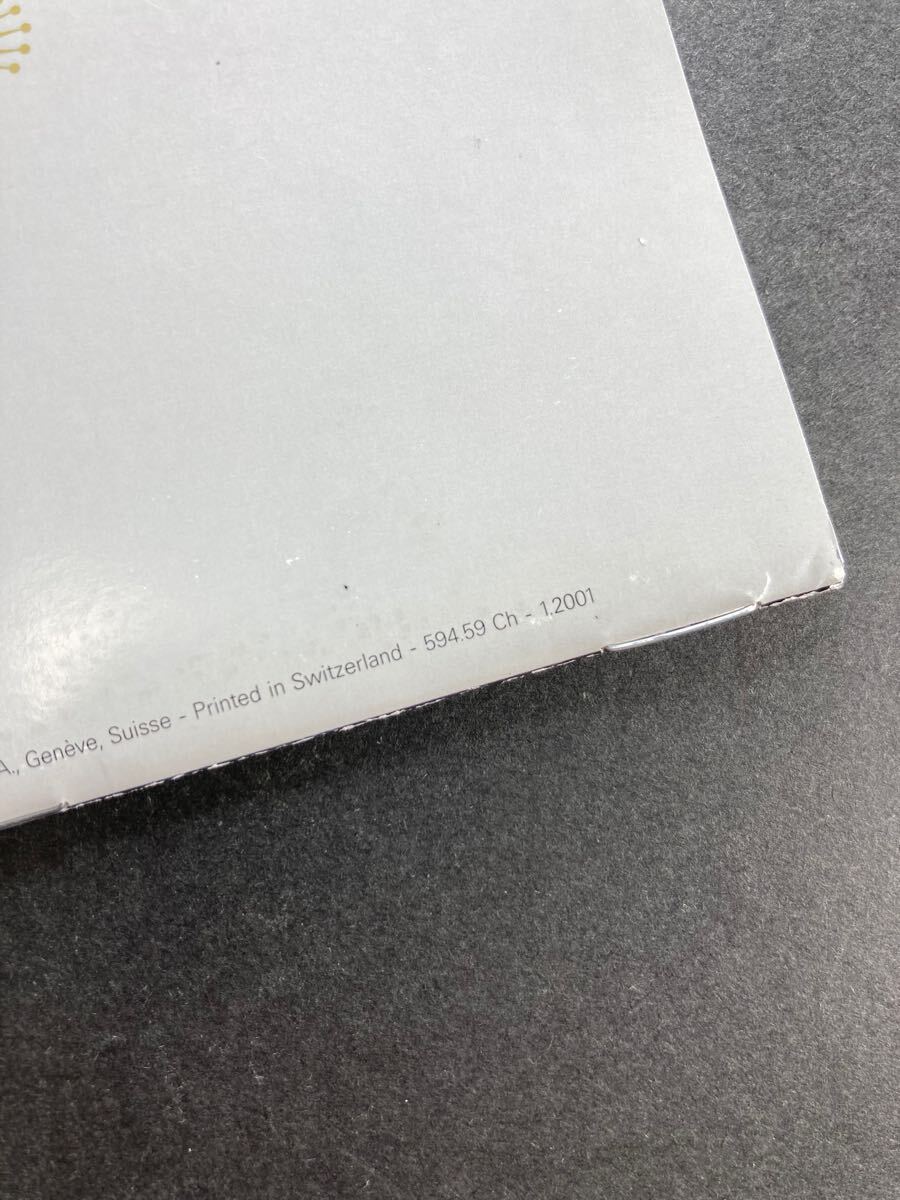 A., Genève, Suisse - Printed in Switzerland - 594.59 Ch - 1.2001